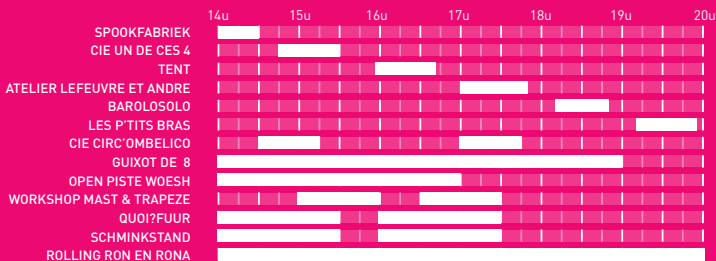 14u 15u 16u 17u 18u 19u 20u
SPOOKFABRIEK
CIE UN DE CES 4
TENT
ATELIER LEFEUVRE ET ANDRE
BAROLOSOLO
LES P'TITS BRAS
CIE CIRC'OMBELICO
GUIXOT DE 8
OPEN PISTE WOESH
WORKSHOP MAST & TRAPEZE
QUOI?FUUR
SCHMINKSTAND
ROLLING RON EN RONA